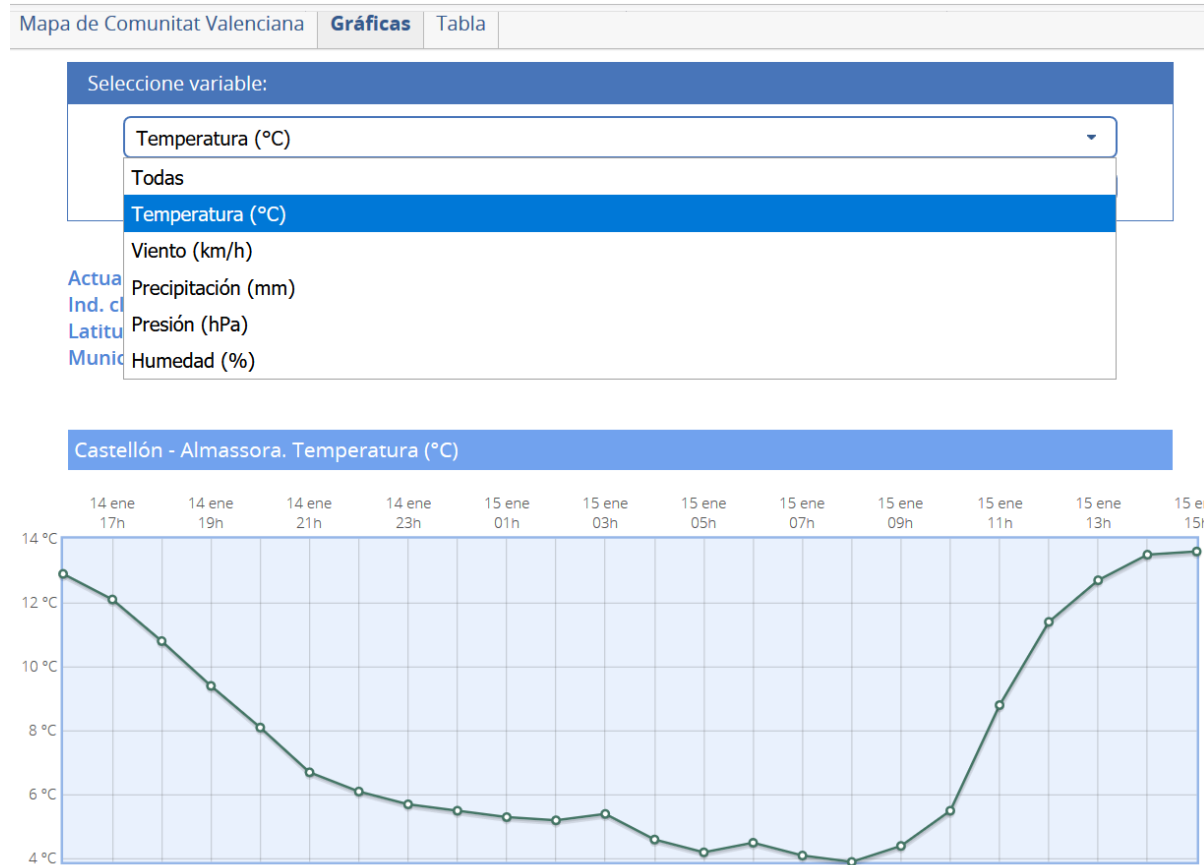 Mapa de Comunitat Valenciana Gráficas Tabla
Seleccione variable:
Temperatura (°C)
Todas
Temperatura (°C)
Viento (km/h)
Precipitación (mm)
Presión (hPa)
Humedad (%)
Castellón - Almassora. Temperatura (°C)
14 ene 14 ene 14 ene 14 ene 15 ene 15 ene 15 ene 15 ene 15 ene 15 ene 15 ene 15
17h 19h 21h 23h 01h 03h 05h 07h 09h 11h 13h
14 °C
12 °C
10 °C
8 °C
6 °C
4 °C